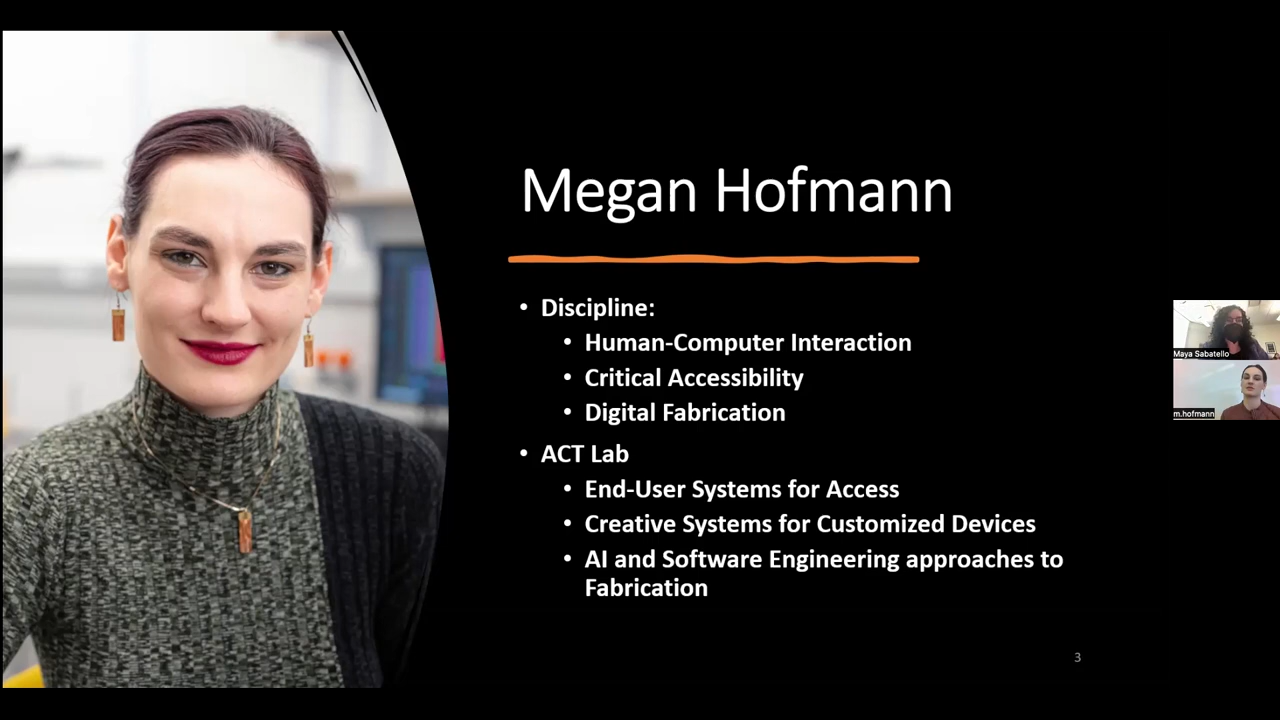 Megan Hofmann
• Discipline:
• Human-Computer Interaction
• Critical Accessibility
• Digital Fabrication
• ACT Lab
• End-User Systems for Access
• Creative Systems for Customized Devices
• AI and Software Engineering approaches to
Fabrication
3
Maya Sabatello
m.hofmann